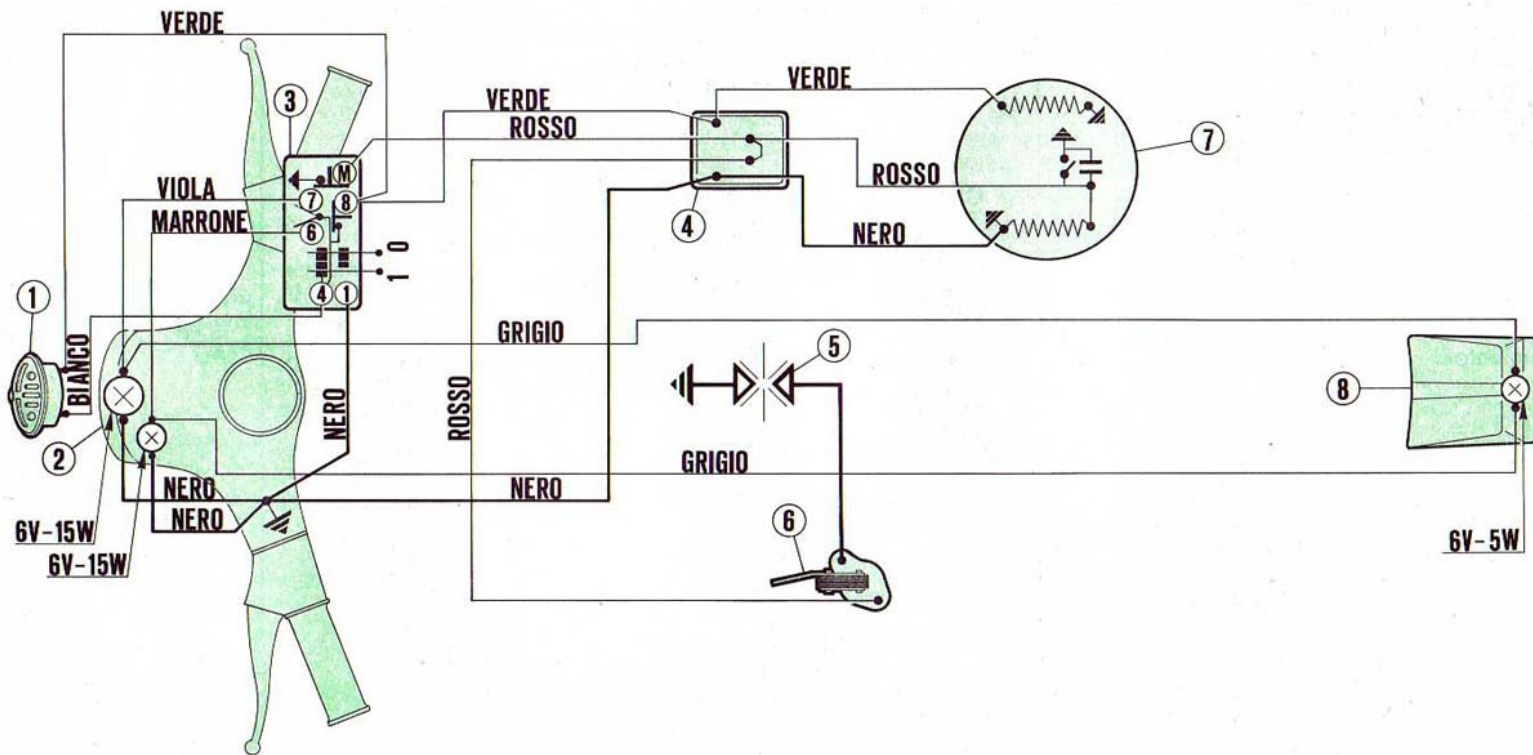 VERDE
3
VERDE
VERDE
ROSSO
7
M
VIOLA
7
8
ROSSO
MARRONE
6
4
NERO
0
1
1
4
1
GRIGIO
5
8
BIANCO
NERO
ROSSO
2
GRIGIO
NERO
NERO
NERO
6V-15W
6
6V-5W
6V-15W